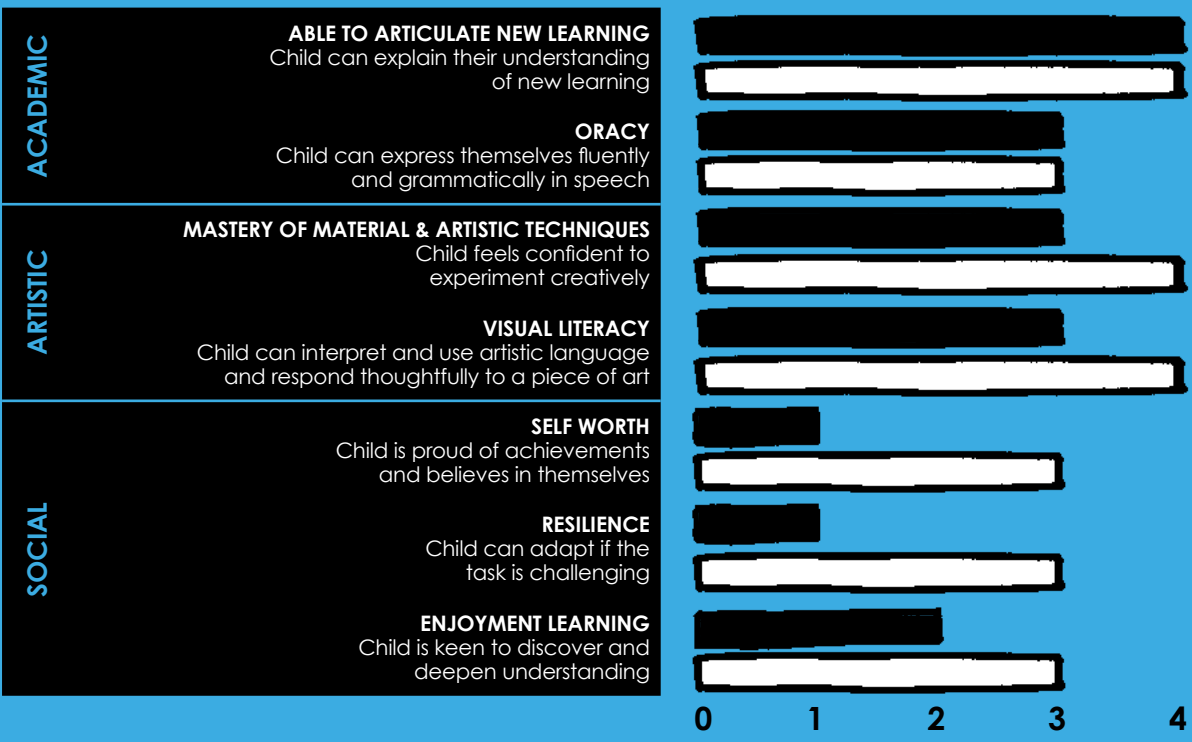 ACADEMIC
ABLE TO ARTICULATE NEW LEARNING
Child can explain their understanding
of new learning
ORACY
Child can express themselves fluently
and grammatically in speech
ARTISTIC
MASTERY OF MATERIAL & ARTISTIC TECHNIQUES
Child feels confident to
experiment creatively
VISUAL LITERACY
Child can interpret and use artistic language
and respond thoughtfully to a piece of art
SOCIAL
SELF WORTH
Child is proud of achievements
and believes in themselves
RESILIENCE
Child can adapt if the
task is challenging
ENJOYMENT LEARNING
Child is keen to discover and
deepen understanding
0 1 2 3 4